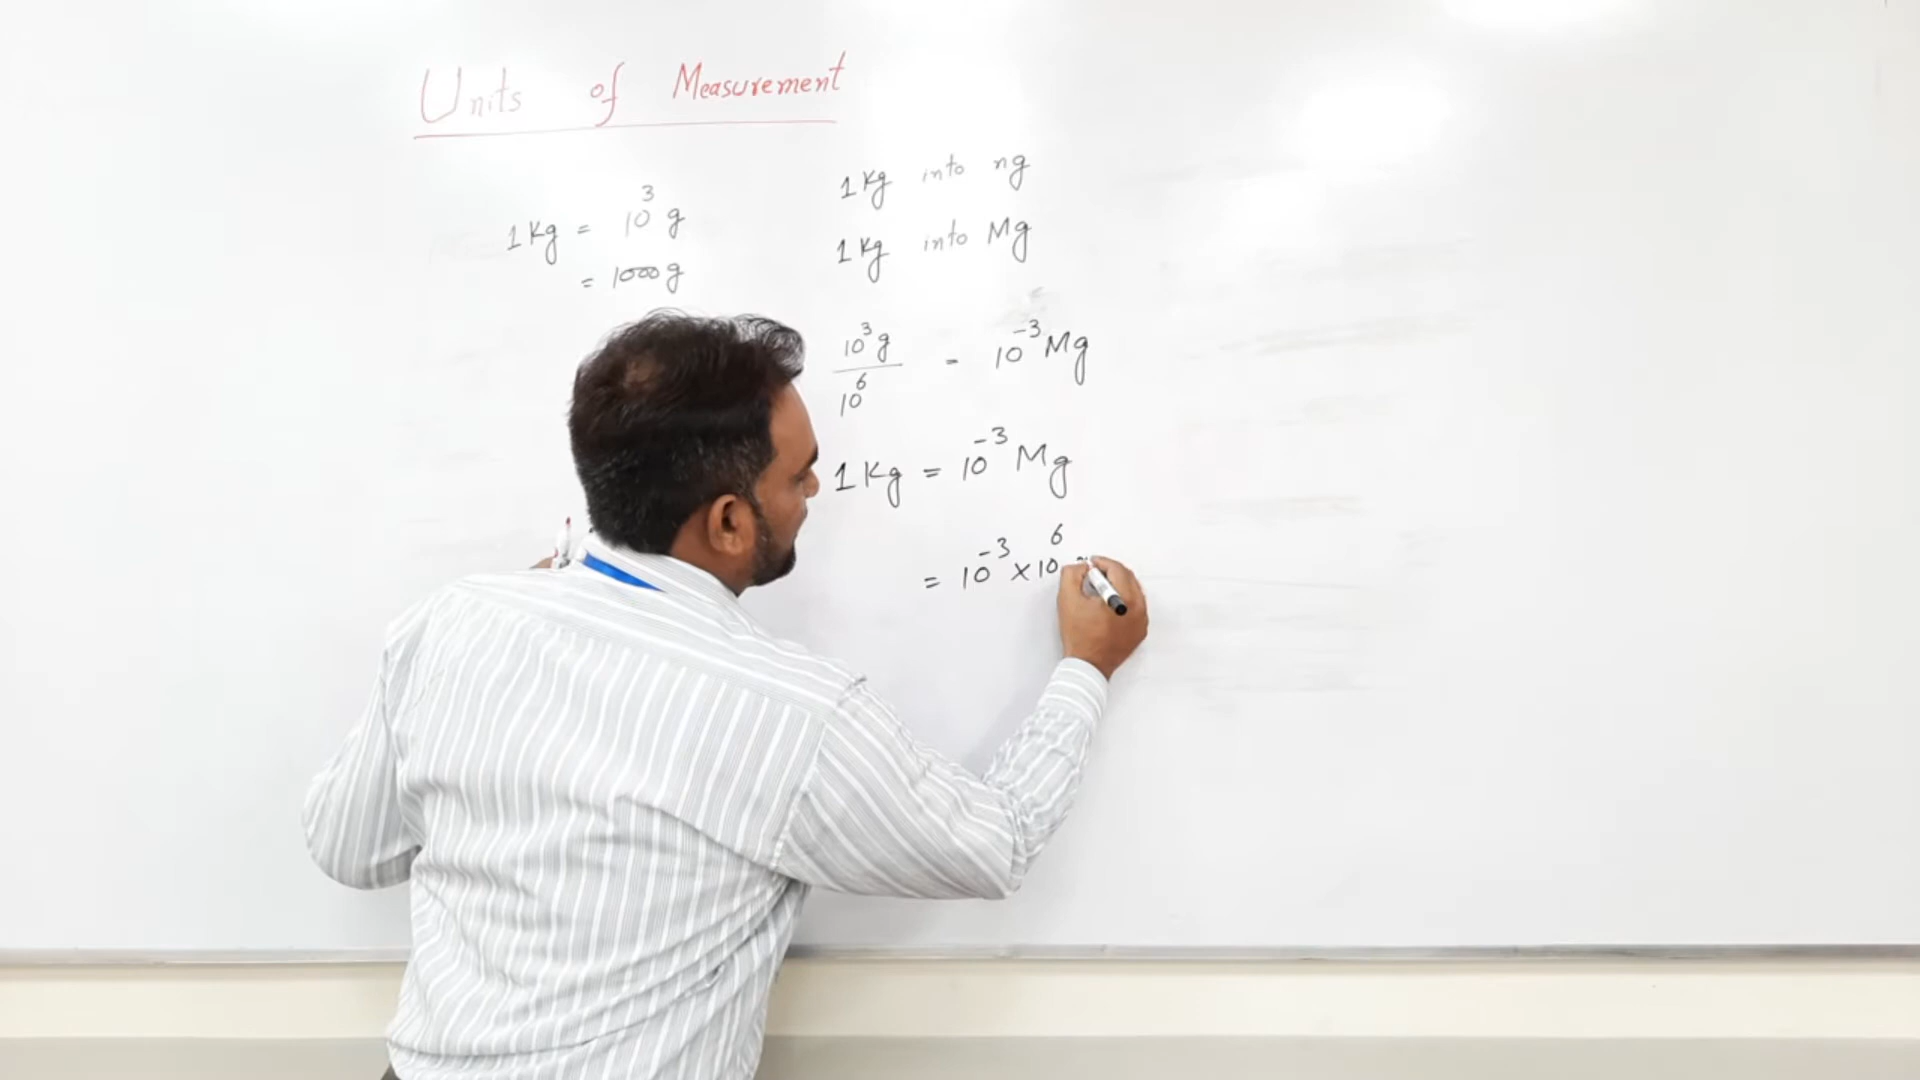 Units of Measurement
1 Kg = 10³ g
= 1000 g
1 Kg into ng
1 Kg into Mg
10³ g
10⁶
- 10⁻³ Mg
1 Kg = 10⁻³ Mg
= 10⁻³ × 10⁶